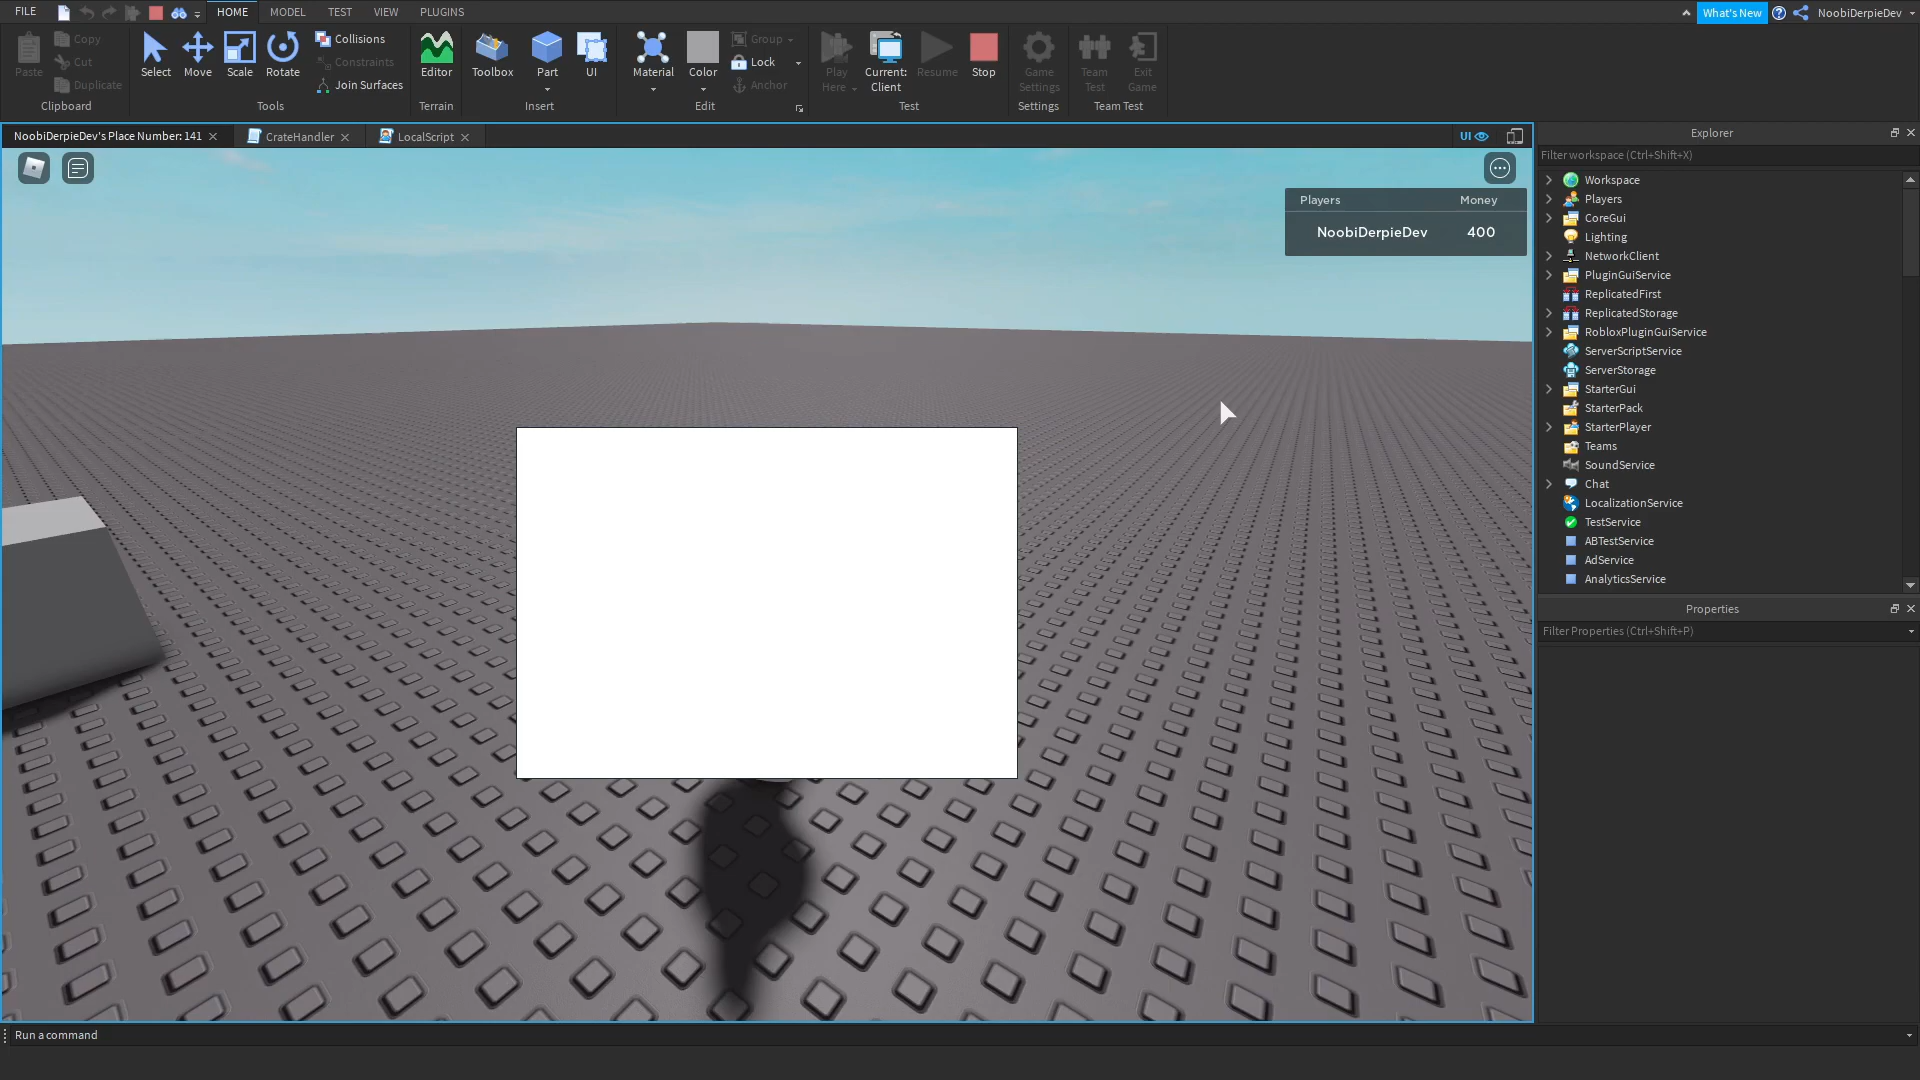 FILE
HOME
MODEL
TEST
VIEW
PLUGINS
What's New
NoobiDerpieDev
Paste
Copy
Cut
Duplicate
Clipboard
Select
Move
Scale
Rotate
Collisions
Constraints
Join Surfaces
Tools
Editor
Terrain
Toolbox
Part
UI
Insert
Material
Color
Group
Lock
Anchor
Edit
Play
Here
Current:
Client
Resume
Stop
Test
Game
Settings
Settings
Team
Test
Exit
Game
Team Test
NoobiDerpieDev's Place Number: 141
CrateHandler
LocalScript
UI
Players Money
NoobiDerpieDev 400
Explorer
Filter workspace (Ctrl+Shift+X)
Workspace
Players
CoreGui
Lighting
NetworkClient
PluginGuiService
ReplicatedFirst
ReplicatedStorage
RobloxPluginGuiService
ServerScriptService
ServerStorage
StarterGui
StarterPack
StarterPlayer
Teams
SoundService
Chat
LocalizationService
TestService
ABTestService
AdService
AnalyticsService
Properties
Filter Properties (Ctrl+Shift+P)
Run a command